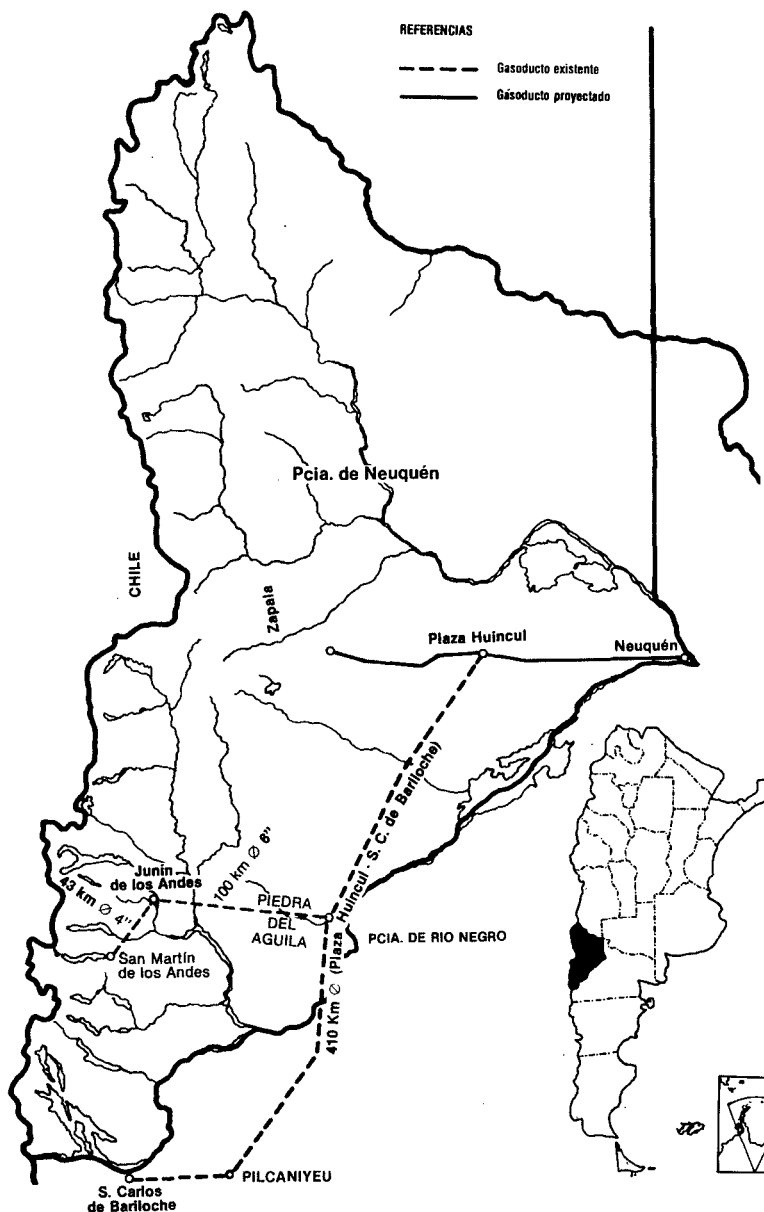 REFERENCIAS
Gasoducto existente
Gásoducto proyectado
Pcia. de Neuquén
CHILE
Zapala
Plaza Huincul
Neuquén
410 Km Ø (Plaza Huincul - S. C. de Bariloche)
Junín
de los Andes
100 km Ø 6"
43 km Ø 4"
PIEDRA
DEL
AGUILA
PCIA. DE RIO NEGRO
San Martín
de los Andes
PILCANIYEU
S. Carlos
de Bariloche